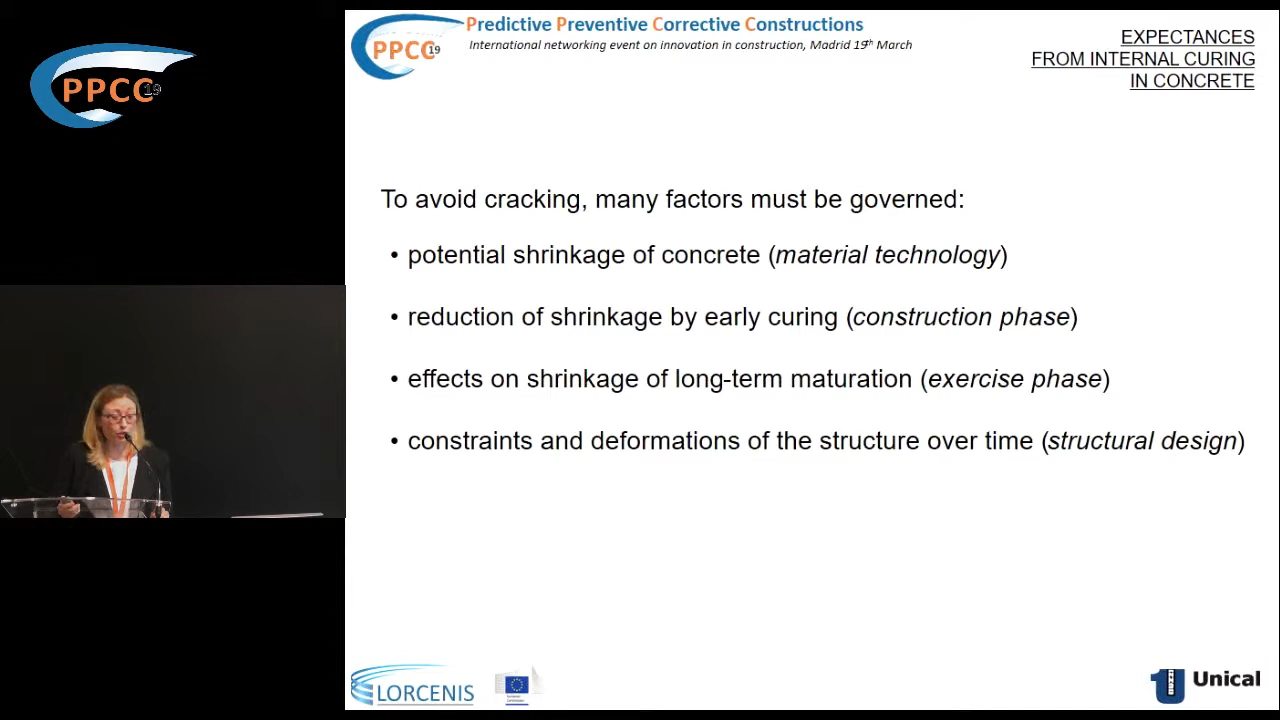 PPCC 19
PPCC 19
Predictive Preventive Corrective Constructions
International networking event on innovation in construction, Madrid 19th March
EXPECTANCES
FROM INTERNAL CURING
IN CONCRETE
To avoid cracking, many factors must be governed:
• potential shrinkage of concrete (material technology)
• reduction of shrinkage by early curing (construction phase)
• effects on shrinkage of long-term maturation (exercise phase)
• constraints and deformations of the structure over time (structural design)
LORCENIS
Unical